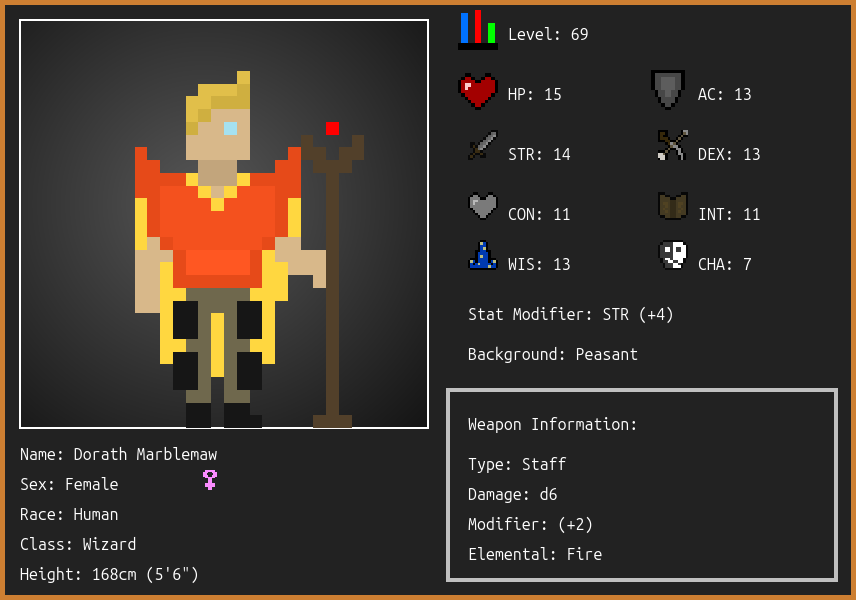 Level: 69
HP: 15
AC: 13
STR: 14
DEX: 13
CON: 11
INT: 11
WIS: 13
CHA: 7
Stat Modifier: STR (+4)
Background: Peasant
Weapon Information:
Type: Staff
Damage: d6
Modifier: (+2)
Elemental: Fire
Name: Dorath Marblemaw
Sex: Female
Race: Human
Class: Wizard
Height: 168cm (5'6")